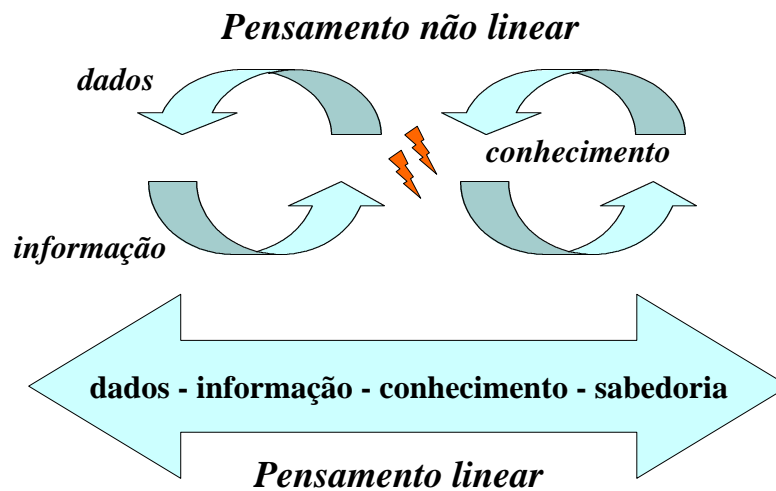 Pensamento não linear
dados
conhecimento
informação
dados - informação - conhecimento - sabedoria
Pensamento linear